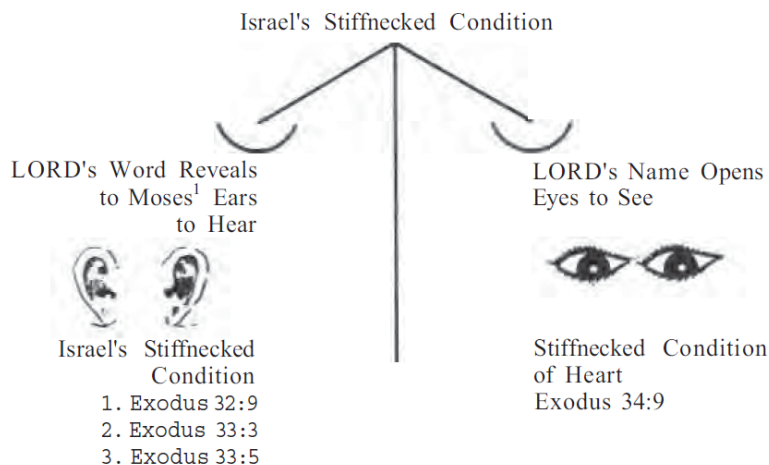 Israel's Stiffnecked Condition
LORD's Word Reveals
to Moses¹ Ears
to Hear
Israel's Stiffnecked
Condition
1. Exodus 32:9
2. Exodus 33:3
3. Exodus 33:5
LORD's Name Opens
Eyes to See
Stiffnecked Condition
of Heart
Exodus 34:9